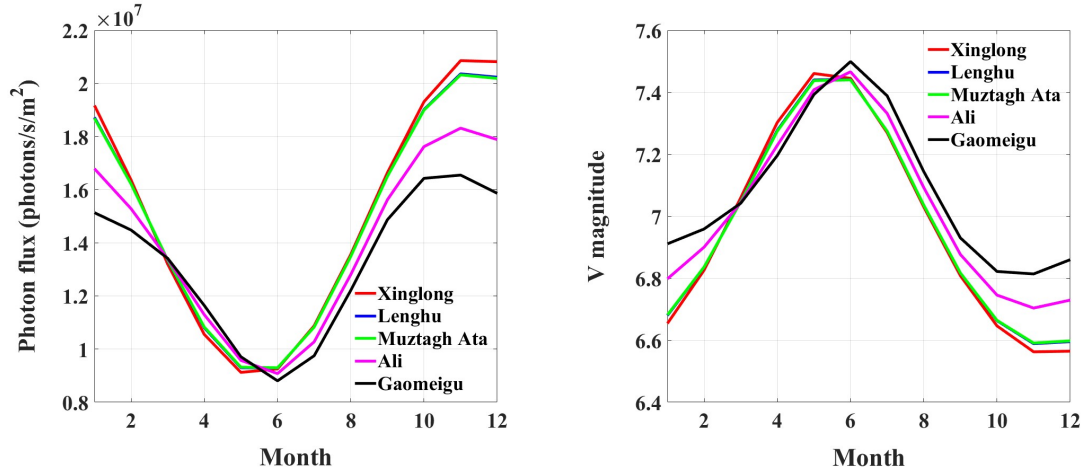 ×10⁷
2.2
2
1.8
1.6
1.4
1.2
1
0.8
2
4
6
8
10
12
Photon flux (photons/s/m²)
Month
Xinglong
Lenghu
Muztagh Ata
Ali
Gaomeigu
7.6
7.4
7.2
7
6.8
6.6
6.4
2
4
6
8
10
12
V magnitude
Month
Xinglong
Lenghu
Muztagh Ata
Ali
Gaomeigu